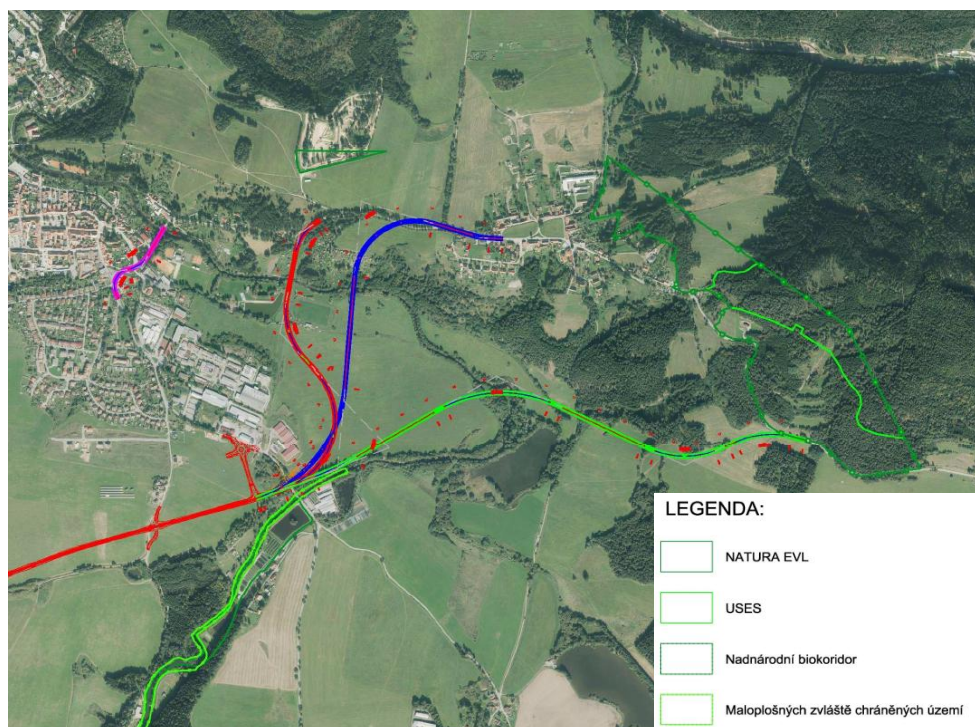 LEGENDA:
NATURA EVL
USES
Nadnárodní biokoridor
Maloplošných zvláště chráněných území